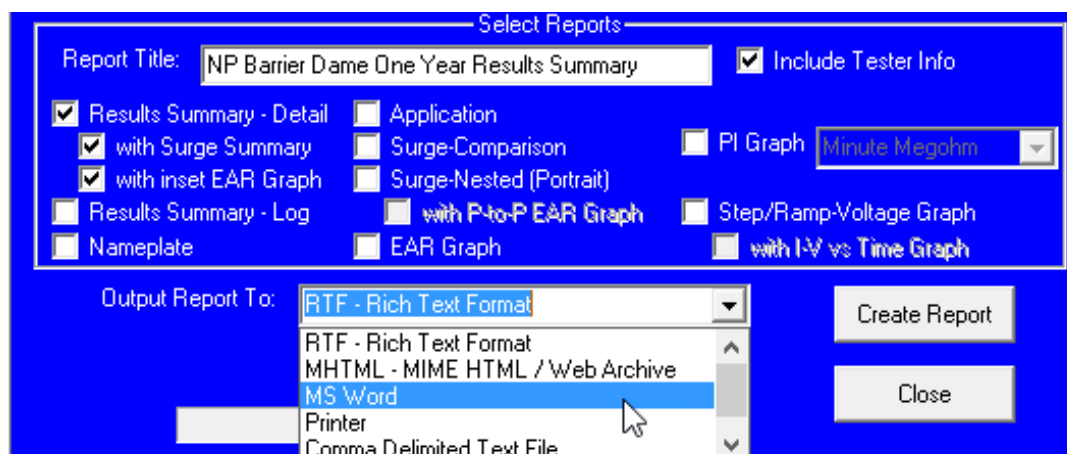 Select Reports
Report Title: NP Barrier Dame One Year Results Summary Include Tester Info
Results Summary - Detail Application
with Surge Summary Surge-Comparison PI Graph Minute Megohm
with inset EAR Graph Surge-Nested (Portrait)
Results Summary - Log with P-to-P EAR Graph Step/Ramp-Voltage Graph
Nameplate EAR Graph with I-V vs Time Graph
Output Report To: RTF - Rich Text Format Create Report
RTF - Rich Text Format
MHTML - MIME HTML / Web Archive
MS Word Close
Printer
Comma Delimited Text File